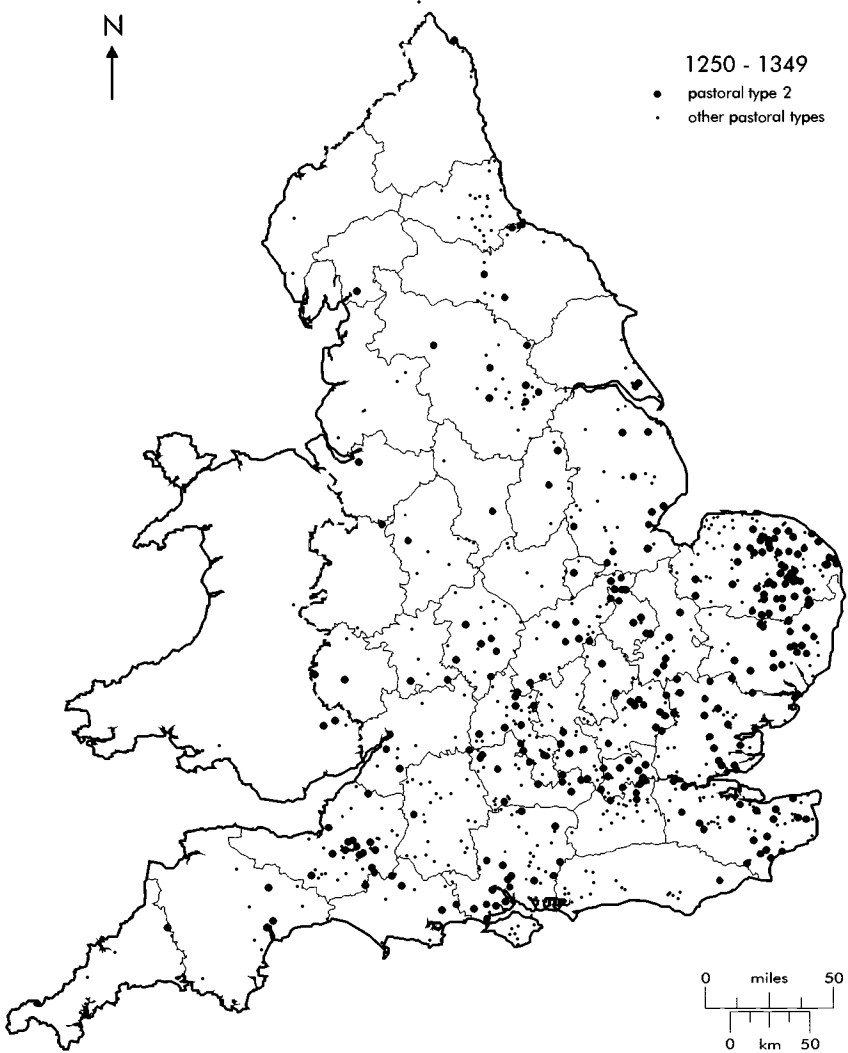 N
1250 - 1349
pastoral type 2
other pastoral types
0 miles 50
0 km 50